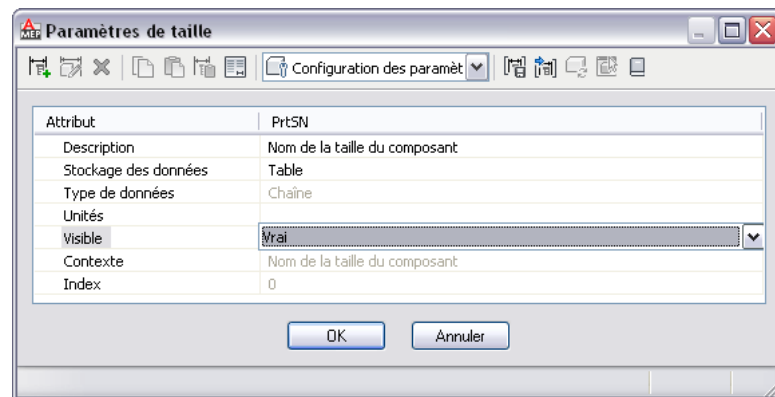 MEP Paramètres de taille
Configuration des paramèt
Attribut PrtSN
Description Nom de la taille du composant
Stockage des données Table
Type de données Chaîne
Unités
Visible Vrai
Contexte Nom de la taille du composant
Index 0
OK Annuler